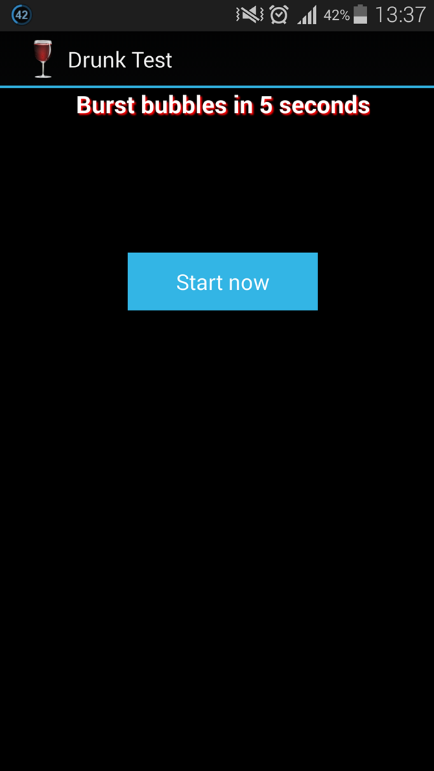 42 42% 13:37
Drunk Test
Burst bubbles in 5 seconds
Start now